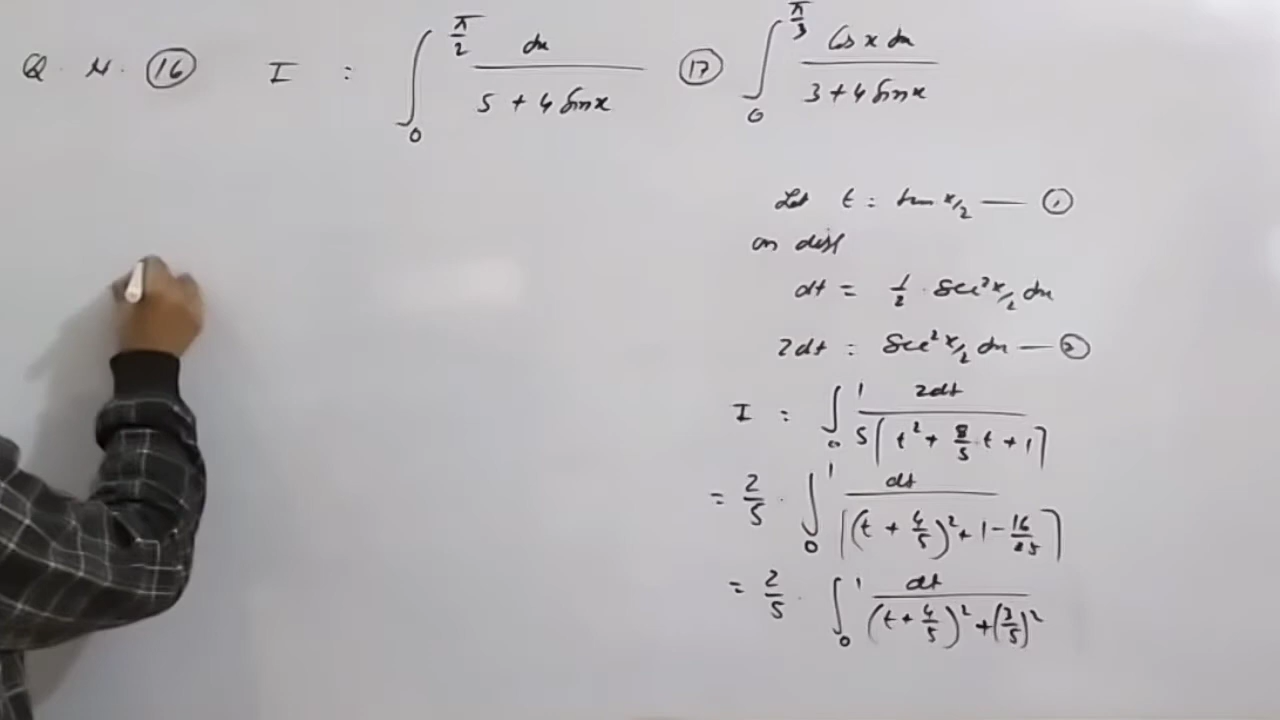 Q. N. (16) I : ∫₀^(π/2) dx / (5 + 4 Sin x) (17) ∫₀^(π/3) Cos x dx / (3 + 4 Sin x)
Let t = tan x/2 — (1)
on diff
dt = 1/2 · Sec² x/2 dx
2dt = Sec² x/2 dx — (2)
I = ∫₀¹ 2dt / 5[t² + 8/5 t + 1]
= 2/5 · ∫₀¹ dt / [(t + 4/5)² + 1 - 16/25]
= 2/5 · ∫₀¹ dt / (t + 4/5)² + (3/5)²